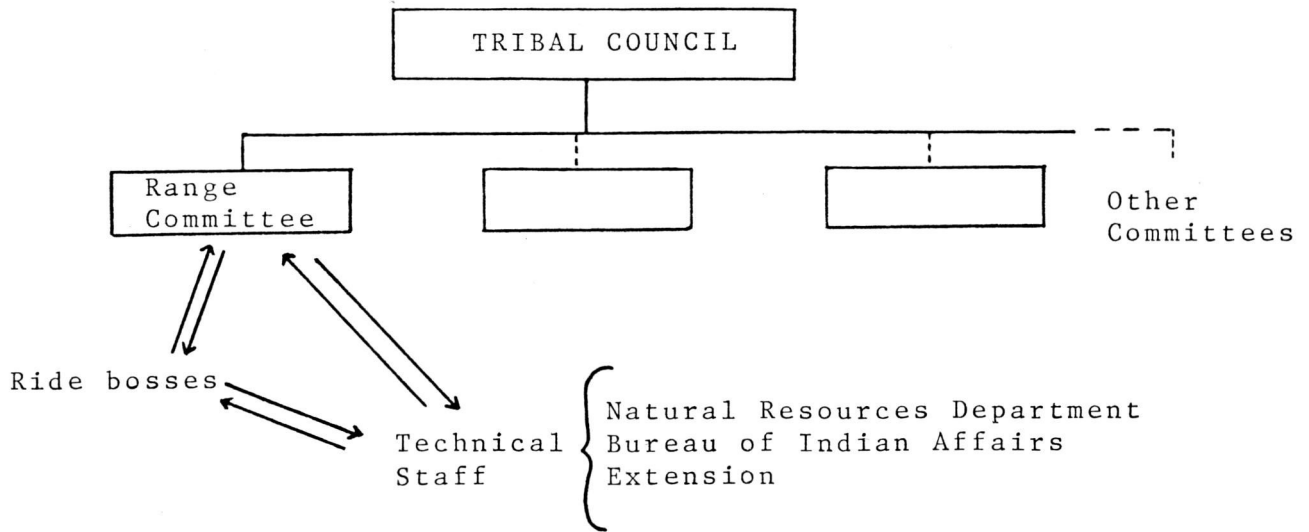 TRIBAL COUNCIL
Range
Committee
Other
Committees
Ride bosses
Technical
Staff
Natural Resources Department
Bureau of Indian Affairs
Extension